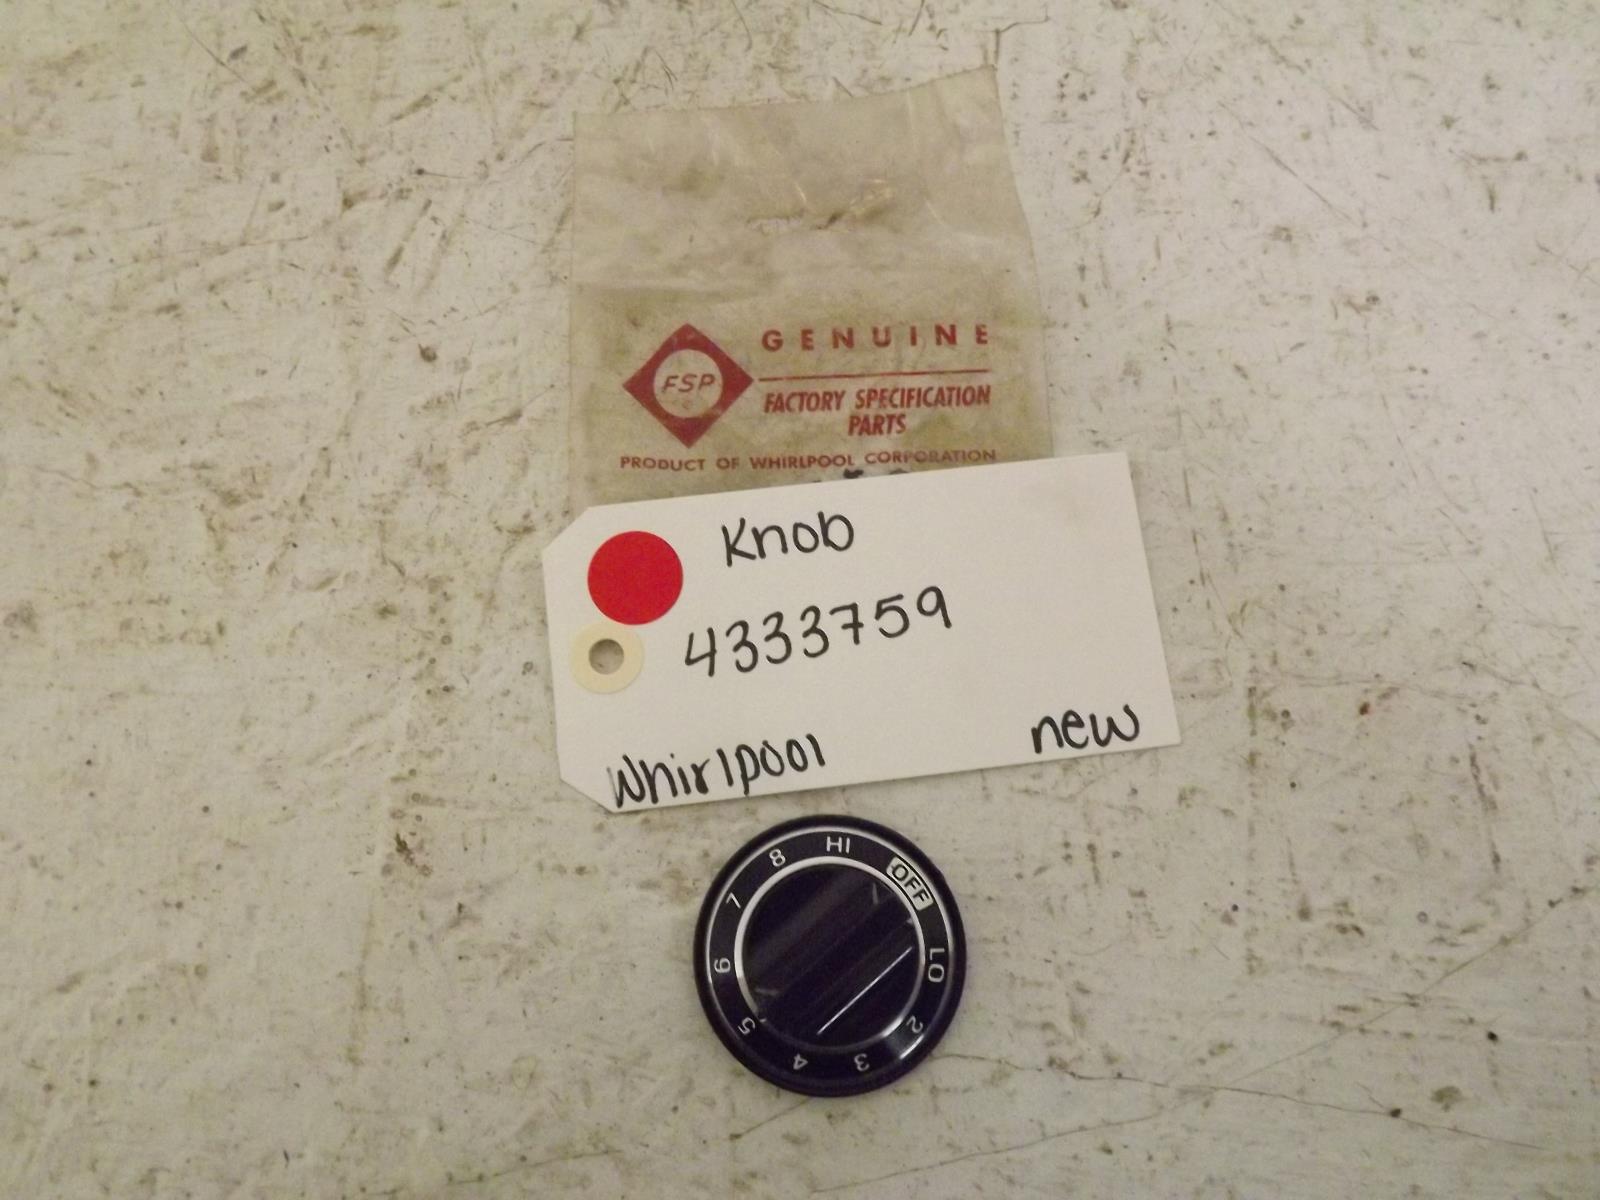 GENUINE
FSP
FACTORY SPECIFICATION
PARTS
PRODUCT OF WHIRLPOOL CORPORATION
Knob
4333759
Whirlpool
new
HI
OFF
LO
2
3
4
5
6
7
8